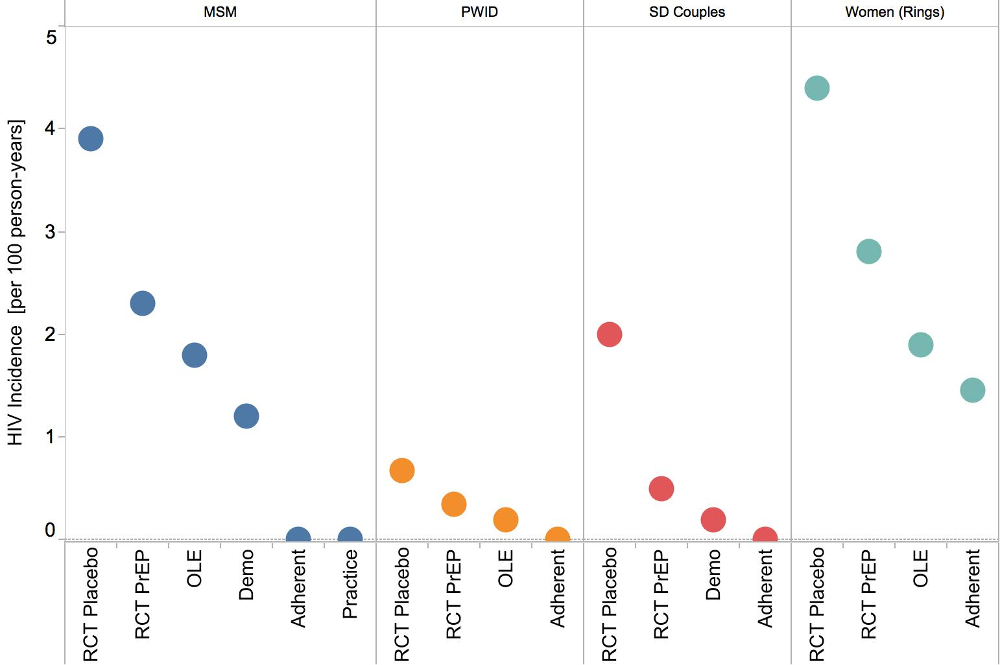 MSM
PWID
SD Couples
Women (Rings)
HIV Incidence [per 100 person-years]
5
4
3
2
1
0
RCT Placebo
RCT PrEP
OLE
Demo
Adherent
Practice
RCT Placebo
RCT PrEP
OLE
Adherent
RCT Placebo
RCT PrEP
Demo
Adherent
RCT Placebo
RCT PrEP
OLE
Adherent